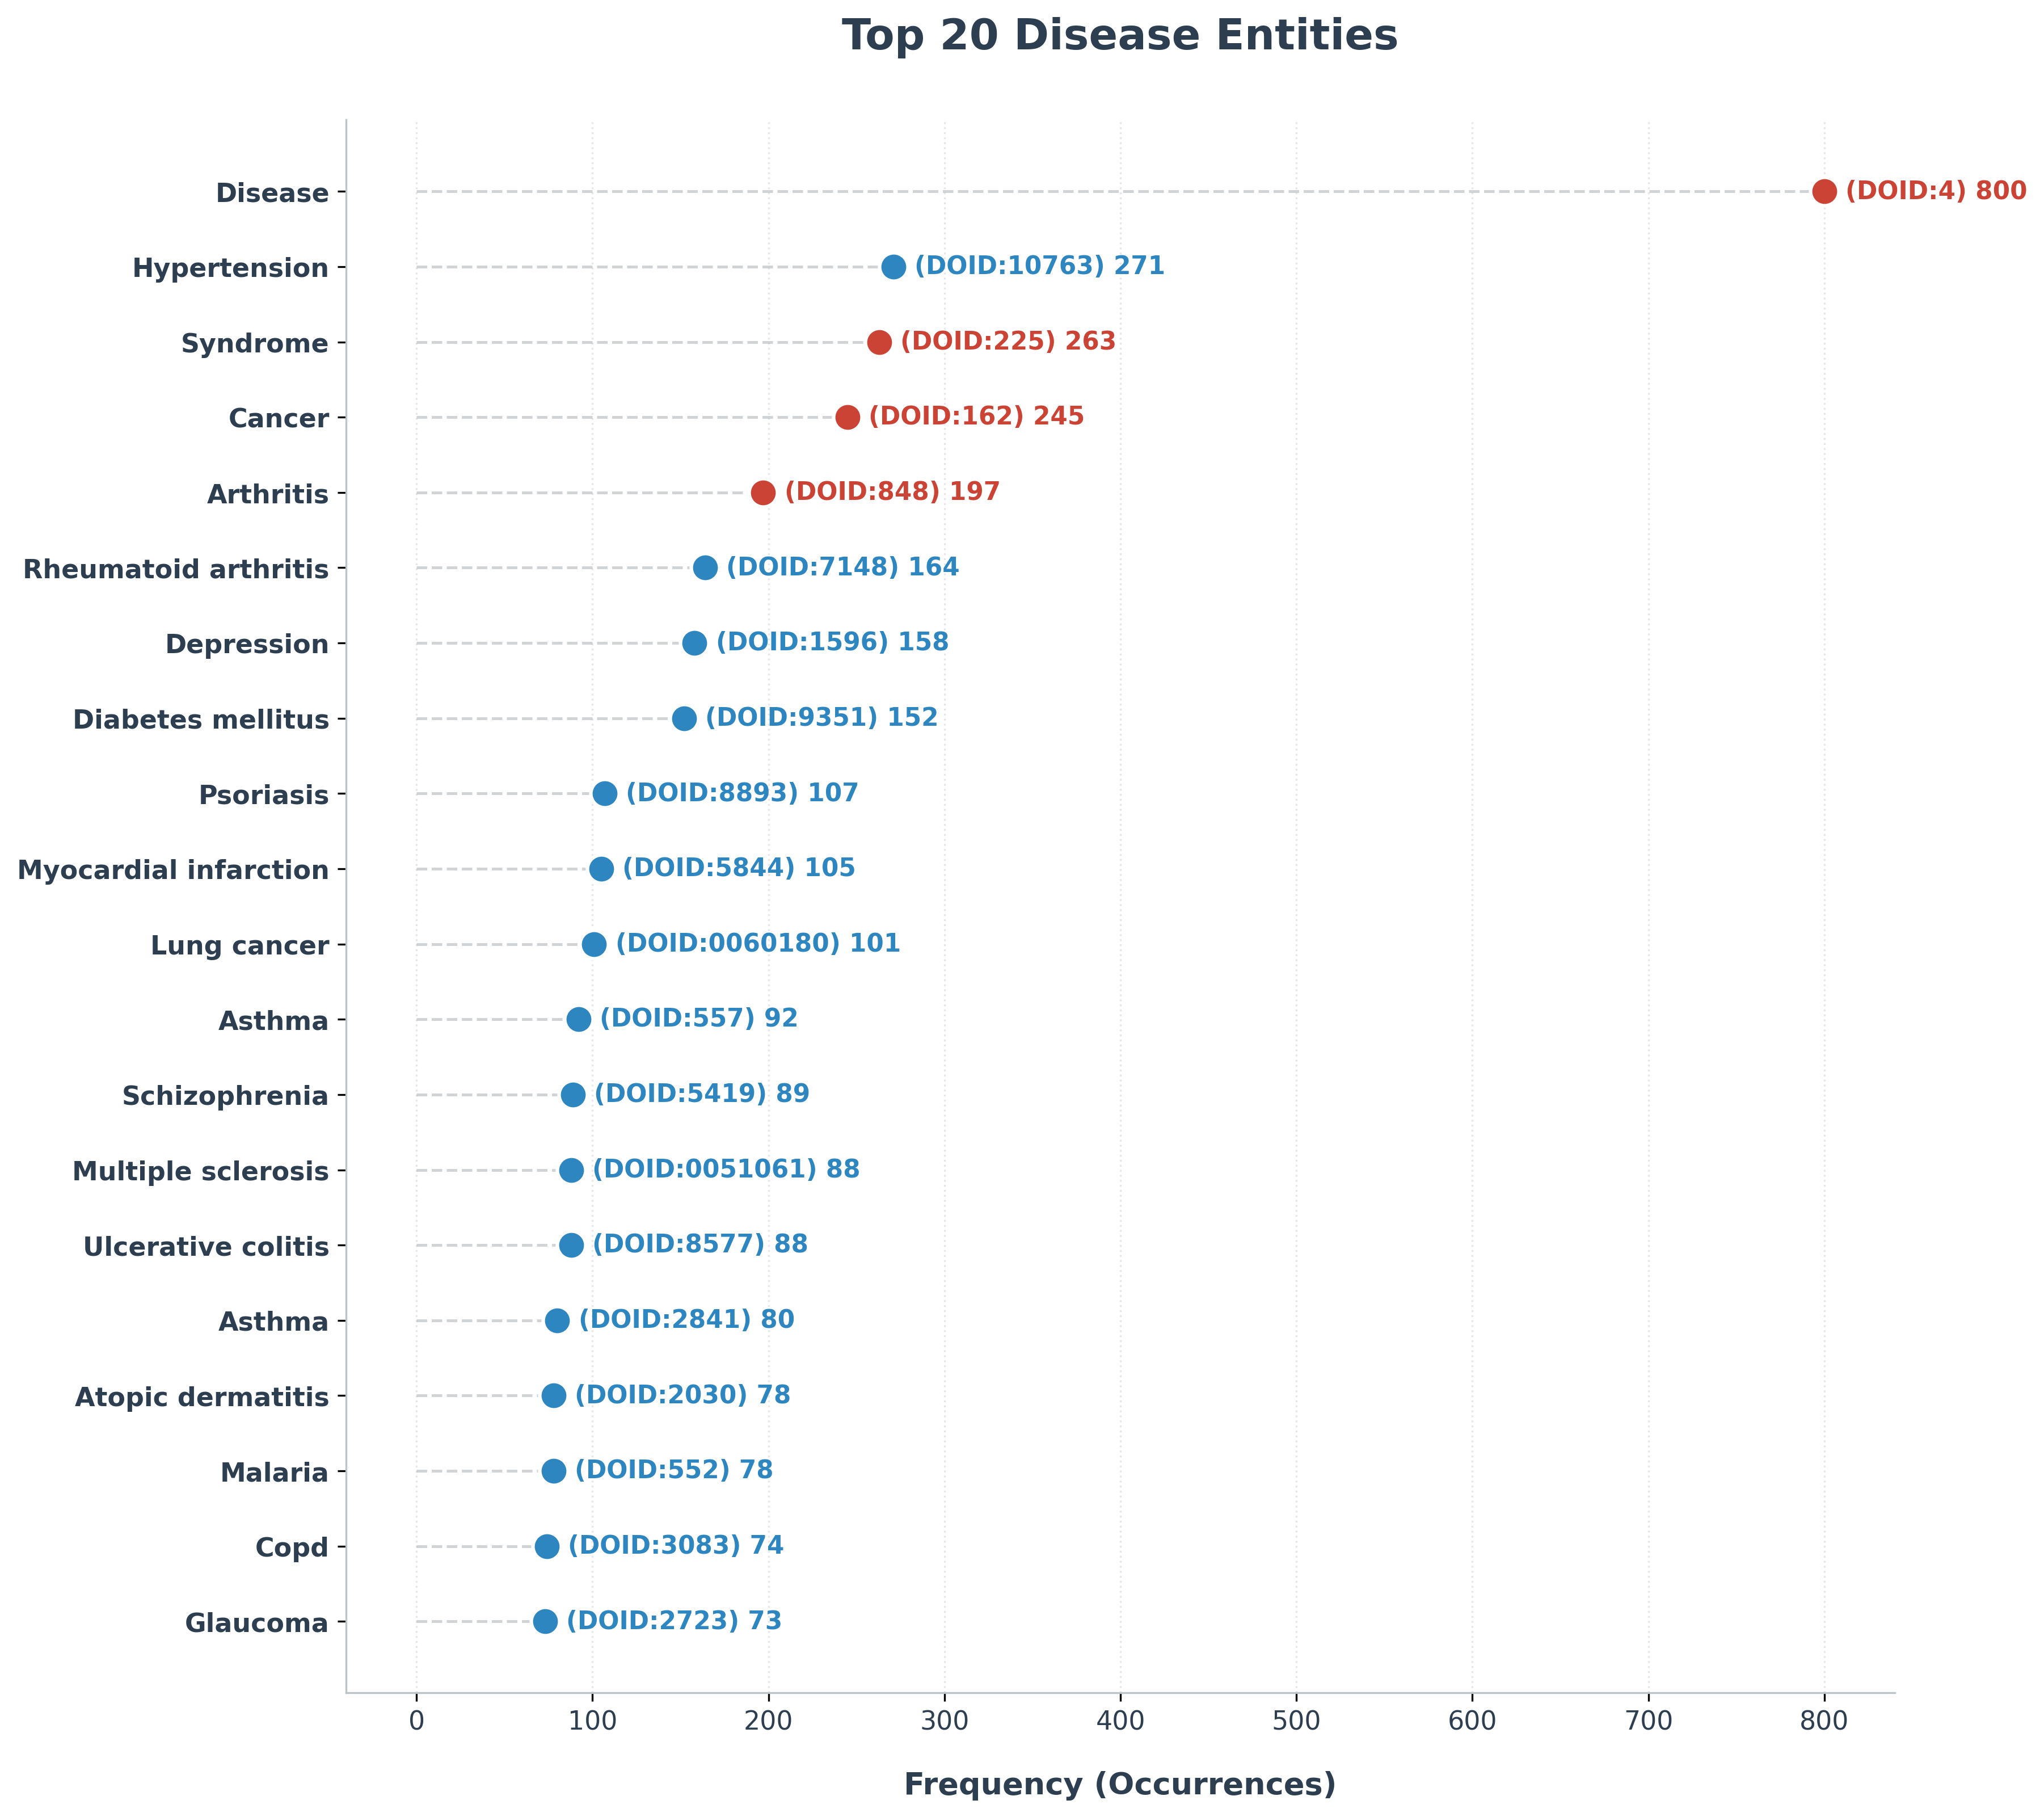 Top 20 Disease Entities
Disease (DOID:4) 800
Hypertension (DOID:10763) 271
Syndrome (DOID:225) 263
Cancer (DOID:162) 245
Arthritis (DOID:848) 197
Rheumatoid arthritis (DOID:7148) 164
Depression (DOID:1596) 158
Diabetes mellitus (DOID:9351) 152
Psoriasis (DOID:8893) 107
Myocardial infarction (DOID:5844) 105
Lung cancer (DOID:0060180) 101
Asthma (DOID:557) 92
Schizophrenia (DOID:5419) 89
Multiple sclerosis (DOID:0051061) 88
Ulcerative colitis (DOID:8577) 88
Asthma (DOID:2841) 80
Atopic dermatitis (DOID:2030) 78
Malaria (DOID:552) 78
Copd (DOID:3083) 74
Glaucoma (DOID:2723) 73
0 100 200 300 400 500 600 700 800
Frequency (Occurrences)